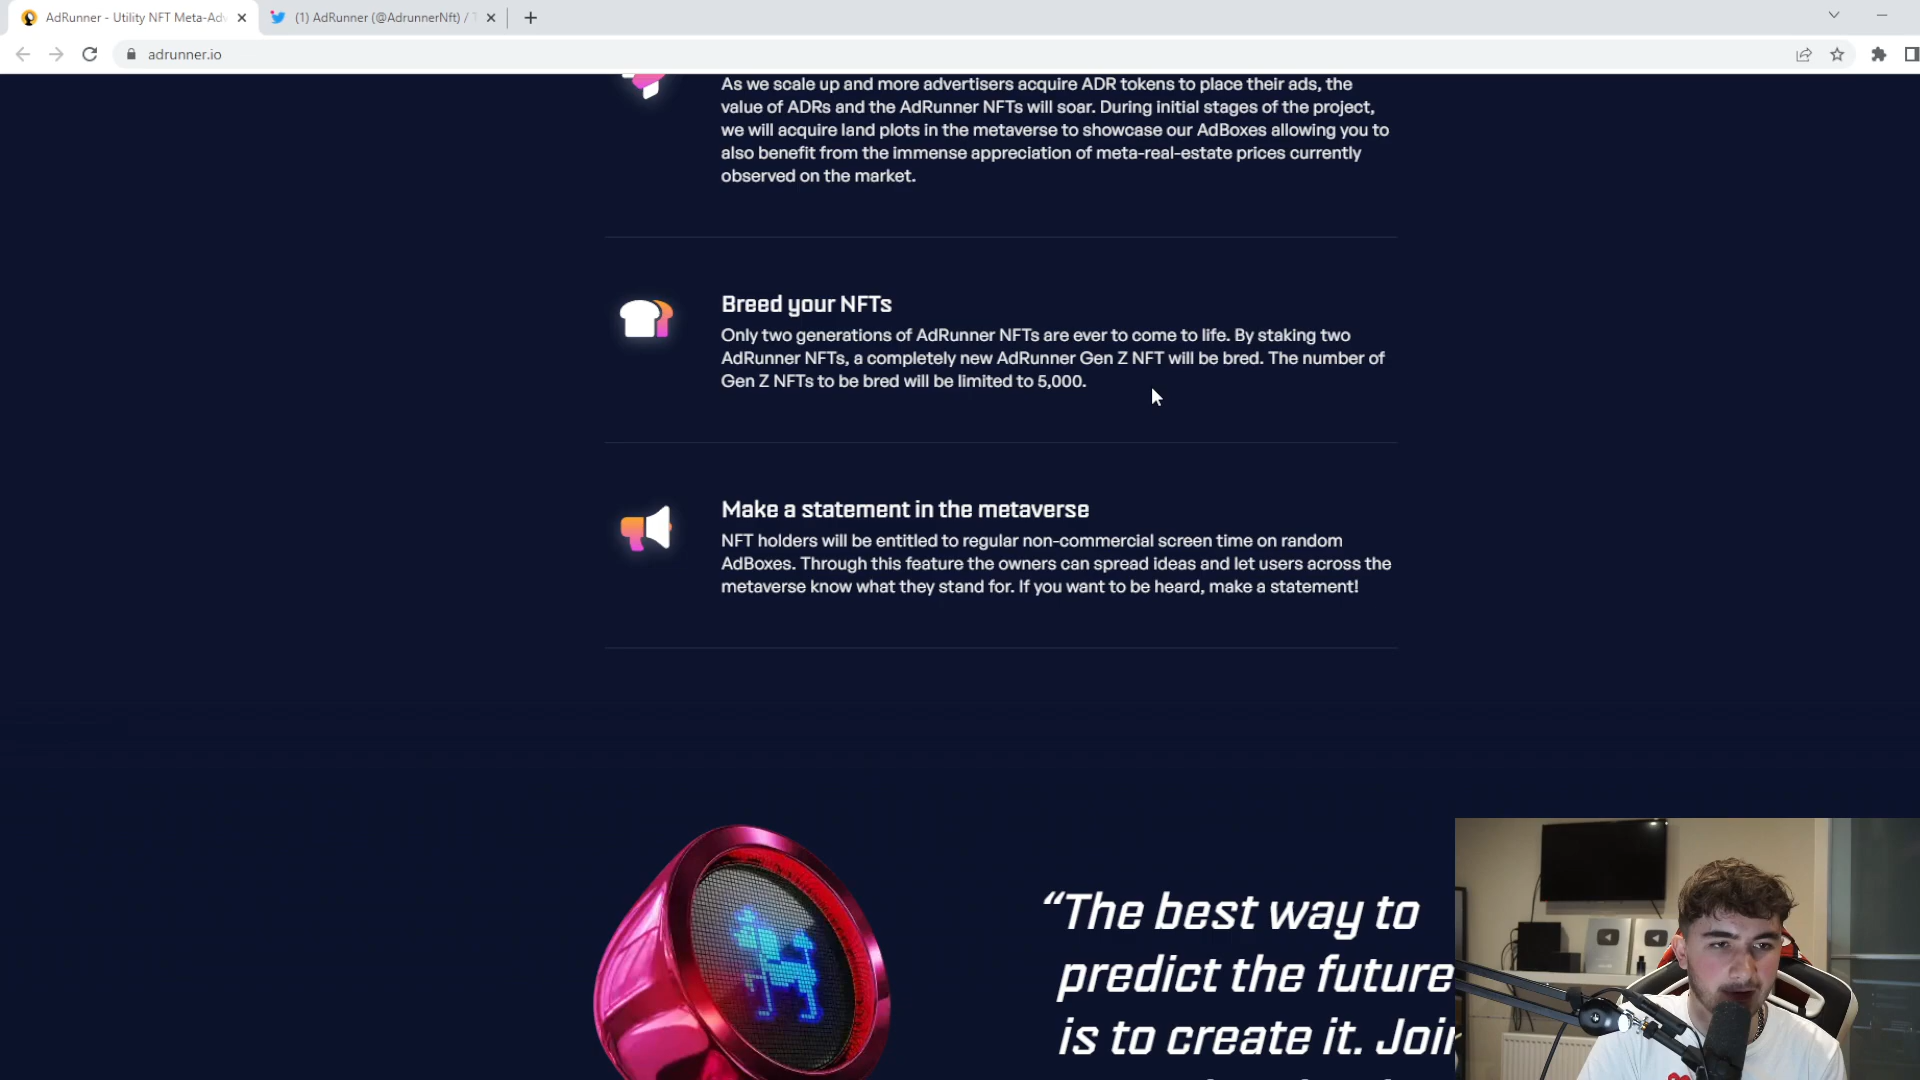 AdRunner - Utility NFT Meta-Adv
(1) AdRunner (@AdrunnerNft) / T
adrunner.io
As we scale up and more advertisers acquire ADR tokens to place their ads, the
value of ADRs and the AdRunner NFTs will soar. During initial stages of the project,
we will acquire land plots in the metaverse to showcase our AdBoxes allowing you to
also benefit from the immense appreciation of meta-real-estate prices currently
observed on the market.
Breed your NFTs
Only two generations of AdRunner NFTs are ever to come to life. By staking two
AdRunner NFTs, a completely new AdRunner Gen Z NFT will be bred. The number of
Gen Z NFTs to be bred will be limited to 5,000.
Make a statement in the metaverse
NFT holders will be entitled to regular non-commercial screen time on random
AdBoxes. Through this feature the owners can spread ideas and let users across the
metaverse know what they stand for. If you want to be heard, make a statement!
“The best way to
predict the future
is to create it. Join